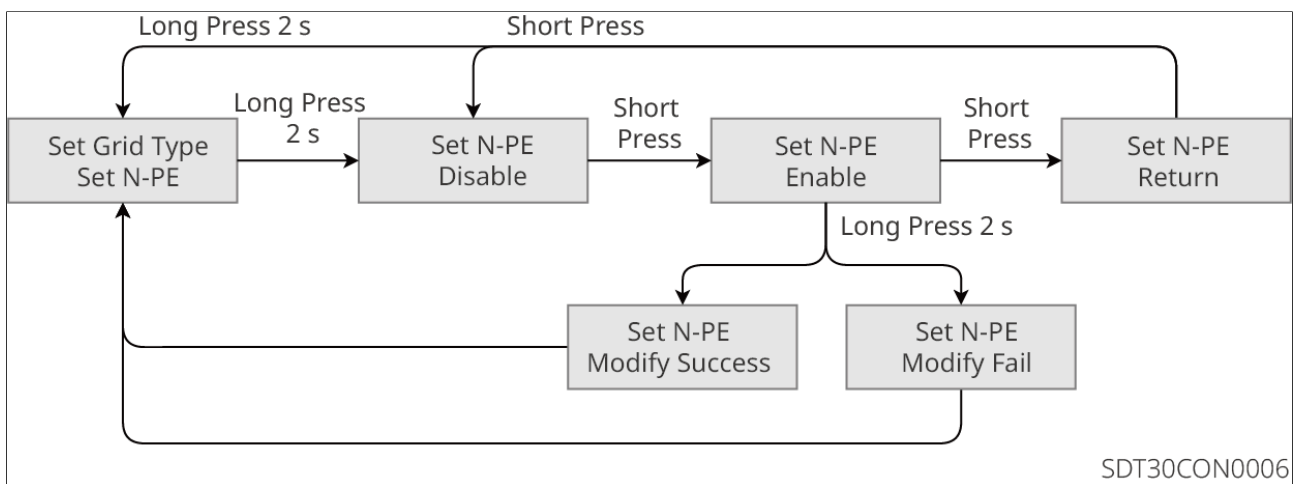 Long Press 2 s
Short Press
Long Press
2 s
Short
Press
Short
Press
Set Grid Type
Set N-PE
Set N-PE
Disable
Set N-PE
Enable
Set N-PE
Return
Long Press 2 s
Set N-PE
Modify Success
Set N-PE
Modify Fail
SDT30CON0006